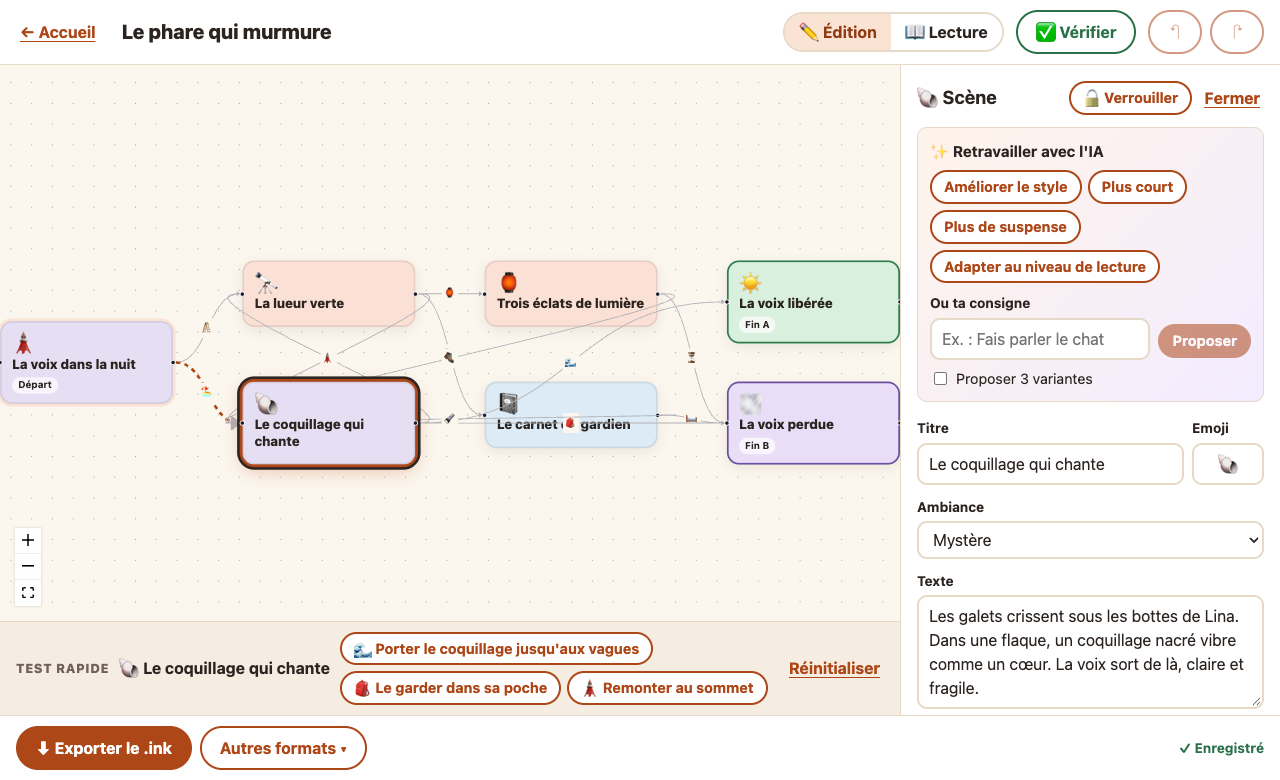 ← Accueil
Le phare qui murmure
✏️ Édition
📖 Lecture
✅ Vérifier
La voix dans la nuit
Départ
La lueur verte
Le coquillage qui
chante
Trois éclats de lumière
Le carnet gardien
La voix libérée
Fin A
La voix perdue
Fin B
TEST RAPIDE
🐚 Le coquillage qui chante
🌊 Porter le coquillage jusqu'aux vagues
🎒 Le garder dans sa poche
Remonter au sommet
Réinitialiser
⬇ Exporter le .ink
Autres formats ▾
✓ Enregistré
🐚 Scène
🔓 Verrouiller
Fermer
✨ Retravailler avec l'IA
Améliorer le style
Plus court
Plus de suspense
Adapter au niveau de lecture
Ou ta consigne
Ex. : Fais parler le chat
Proposer
Proposer 3 variantes
Titre
Emoji
Le coquillage qui chante
🐚
Ambiance
Mystère
Texte
Les galets crissent sous les bottes de Lina.
Dans une flaque, un coquillage nacré vibre
comme un cœur. La voix sort de là, claire et
fragile.